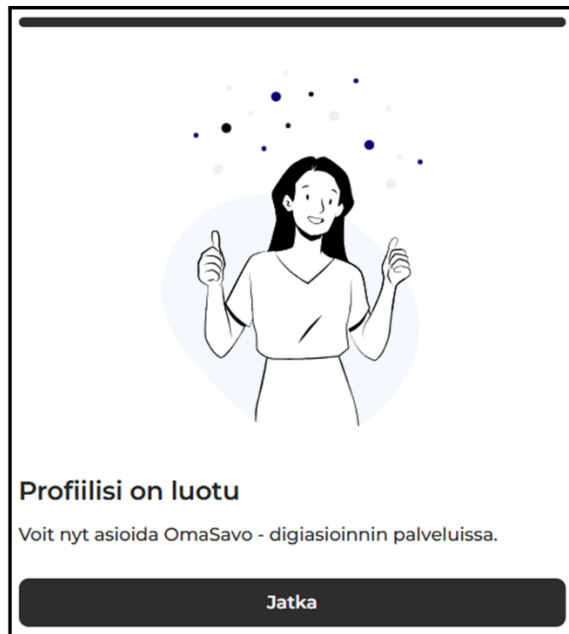 Profiilisi on luotu
Voit nyt asioida OmaSavo - digiasioinnin palveluissa.
Jatka